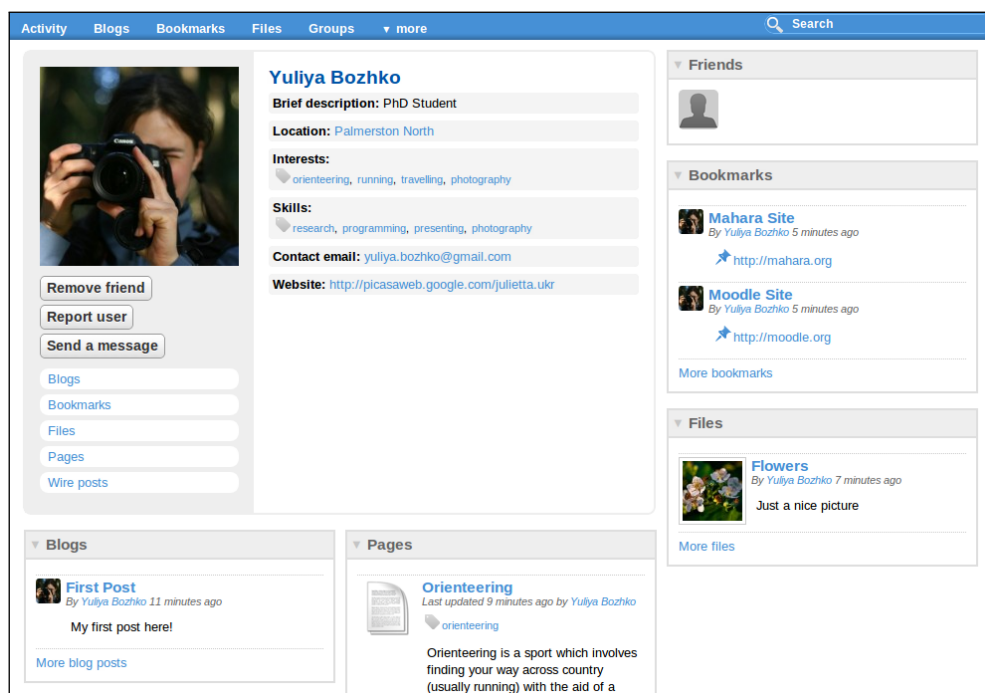 Activity Blogs Bookmarks Files Groups ▼ more Search
Yuliya Bozhko
Brief description: PhD Student
Location: Palmerston North
Interests:
orienteering, running, travelling, photography
Skills:
research, programming, presenting, photography
Contact email: yuliya.bozhko@gmail.com
Website: http://picasaweb.google.com/julietta.ukr
Canon
Remove friend
Report user
Send a message
Blogs
Bookmarks
Files
Pages
Wire posts
Friends
Bookmarks
Mahara Site
By Yuliya Bozhko 5 minutes ago
http://mahara.org
Moodle Site
By Yuliya Bozhko 5 minutes ago
http://moodle.org
More bookmarks
Files
Flowers
By Yuliya Bozhko 7 minutes ago
Just a nice picture
More files
Blogs
First Post
By Yuliya Bozhko 11 minutes ago
My first post here!
More blog posts
Pages
Orienteering
Last updated 9 minutes ago by Yuliya Bozhko
orienteering
Orienteering is a sport which involves
finding your way across country
(usually running) with the aid of a